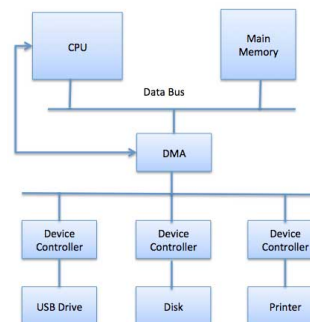 CPU
Main
Memory
Data Bus
DMA
Device
Controller
Device
Controller
Device
Controller
USB Drive
Disk
Printer